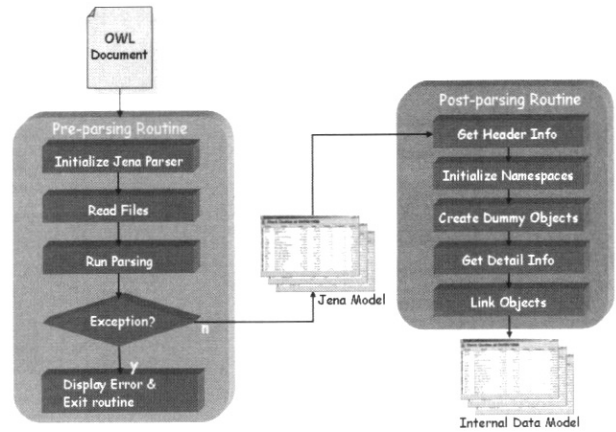 OWL
Document
Pre-parsing Routine
Initialize Jena Parser
Read Files
Run Parsing
Exception?
n
y
Display Error &
Exit routine
Jena Model
Post-parsing Routine
Get Header Info
Initialize Namespaces
Create Dummy Objects
Get Detail Info
Link Objects
Internal Data Model